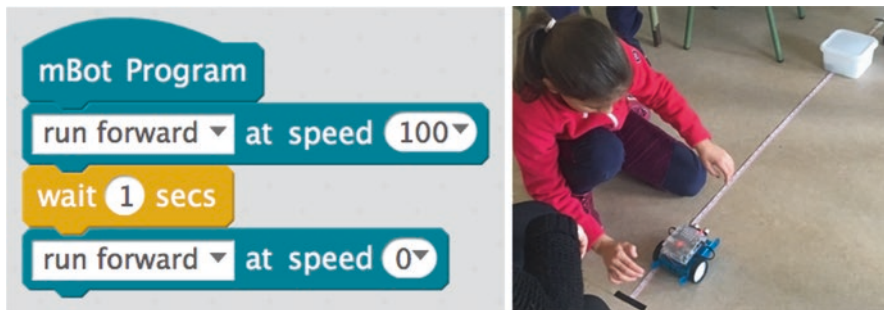 mBot Program
run forward at speed 100
wait 1 secs
run forward at speed 0